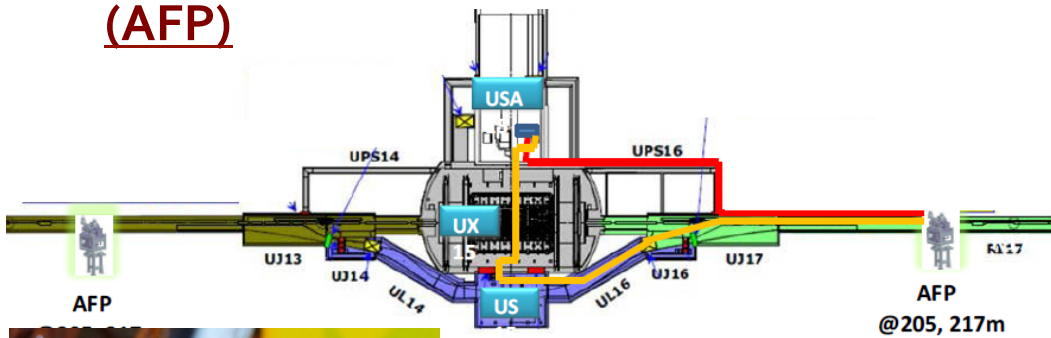 (AFP)
USA
UPS14
UPS16
UX
15
UJ13
UJ14
UL14
US
UL16
UJ16
UJ17
AFP
AFP
@205, 217m